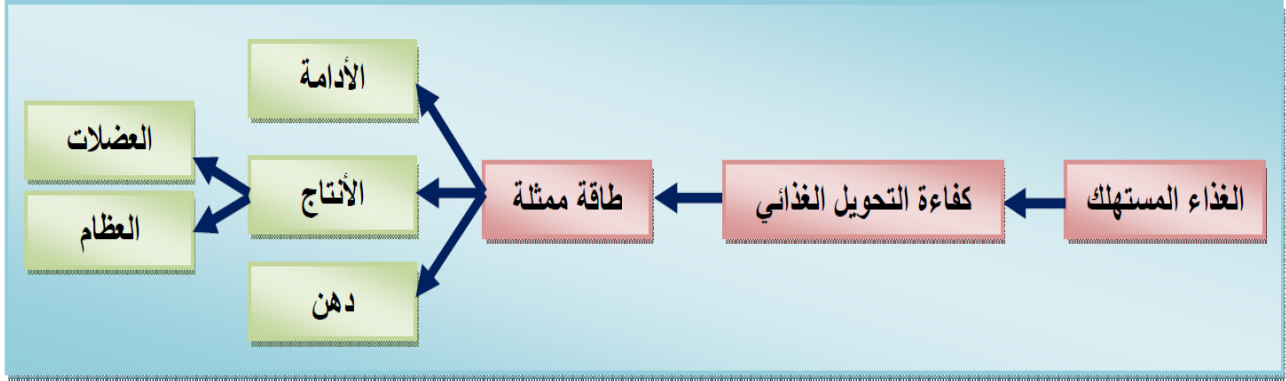 الغذاء المستهلك
كفاءة التحويل الغذائي
طاقة ممثلة
الأدامة
الأنتاج
دهن
العضلات
العظام